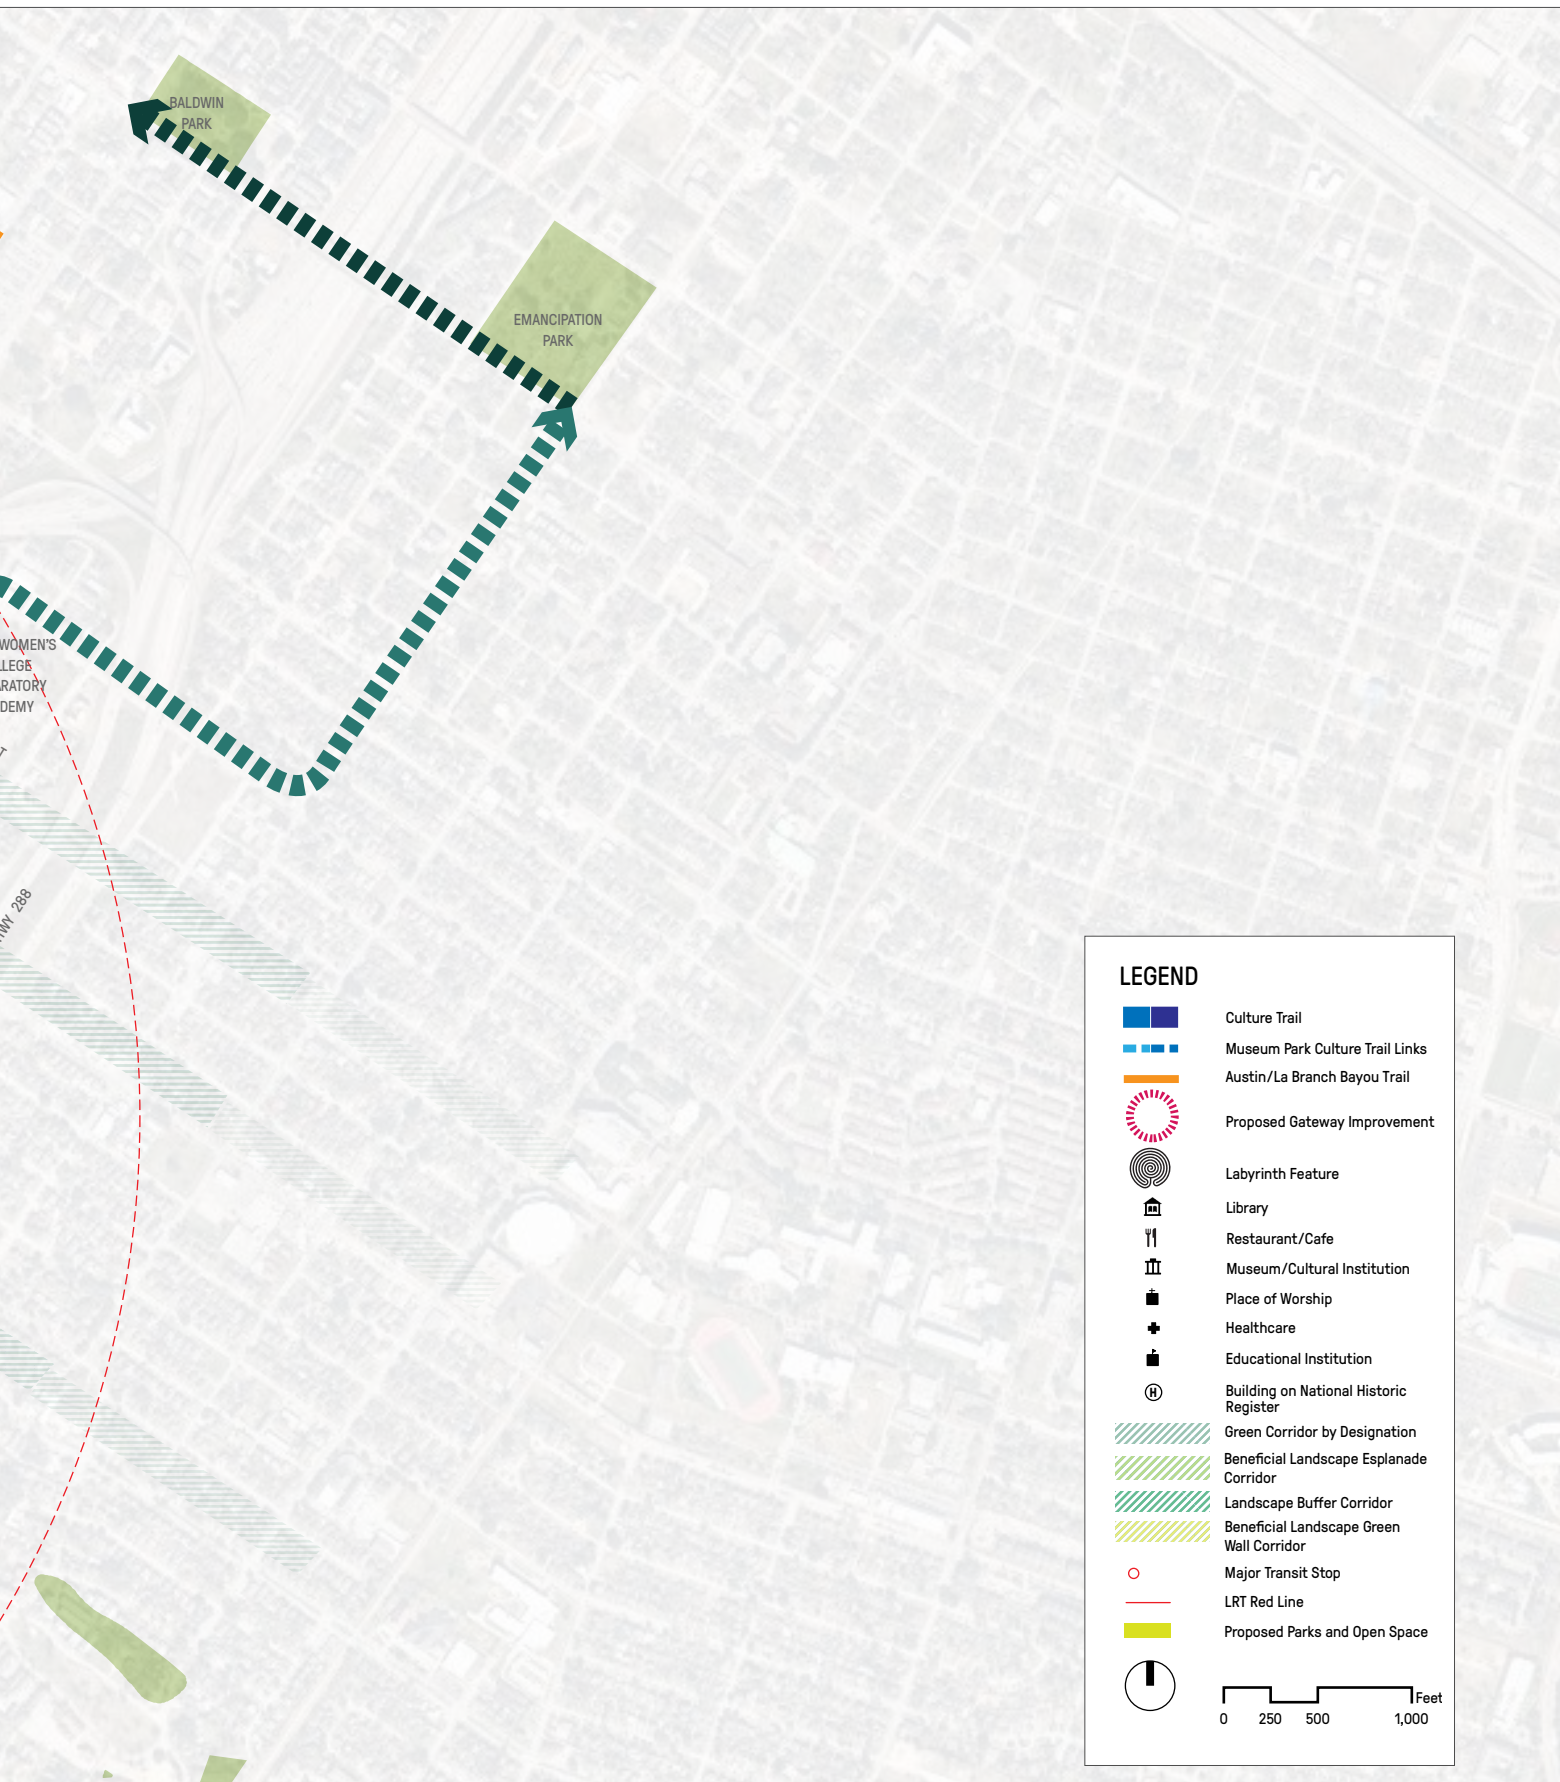 BALDWIN
PARK
EMANCIPATION
PARK
WOMEN'S
LLEGE
ARATORY
DEMY
T
HWY 288
LEGEND
Culture Trail
Museum Park Culture Trail Links
Austin/La Branch Bayou Trail
Proposed Gateway Improvement
Labyrinth Feature
Library
Restaurant/Cafe
Museum/Cultural Institution
Place of Worship
Healthcare
Educational Institution
H
Building on National Historic
Register
Green Corridor by Designation
Beneficial Landscape Esplanade
Corridor
Landscape Buffer Corridor
Beneficial Landscape Green
Wall Corridor
Major Transit Stop
LRT Red Line
Proposed Parks and Open Space
Feet
0 250 500 1,000